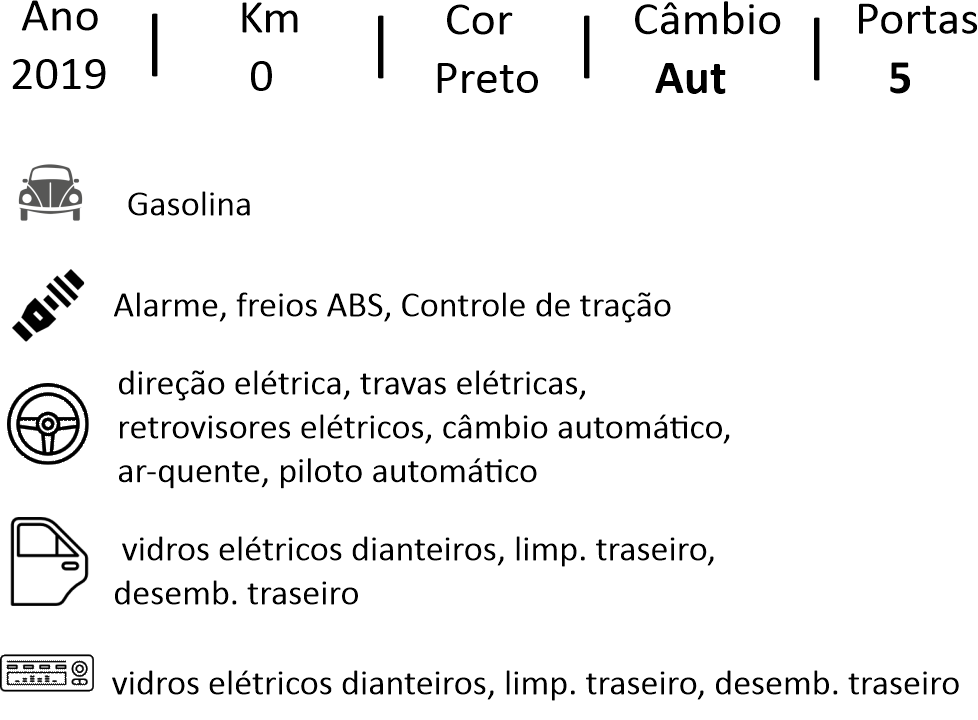 Ano Km Cor Câmbio Portas
2019 0 Preto Aut 5
Gasolina
Alarme, freios ABS, Controle de tração
direção elétrica, travas elétricas,
retrovisores elétricos, câmbio automático,
ar-quente, piloto automático
vidros elétricos dianteiros, limp. traseiro,
desemb. traseiro
vidros elétricos dianteiros, limp. traseiro, desemb. traseiro